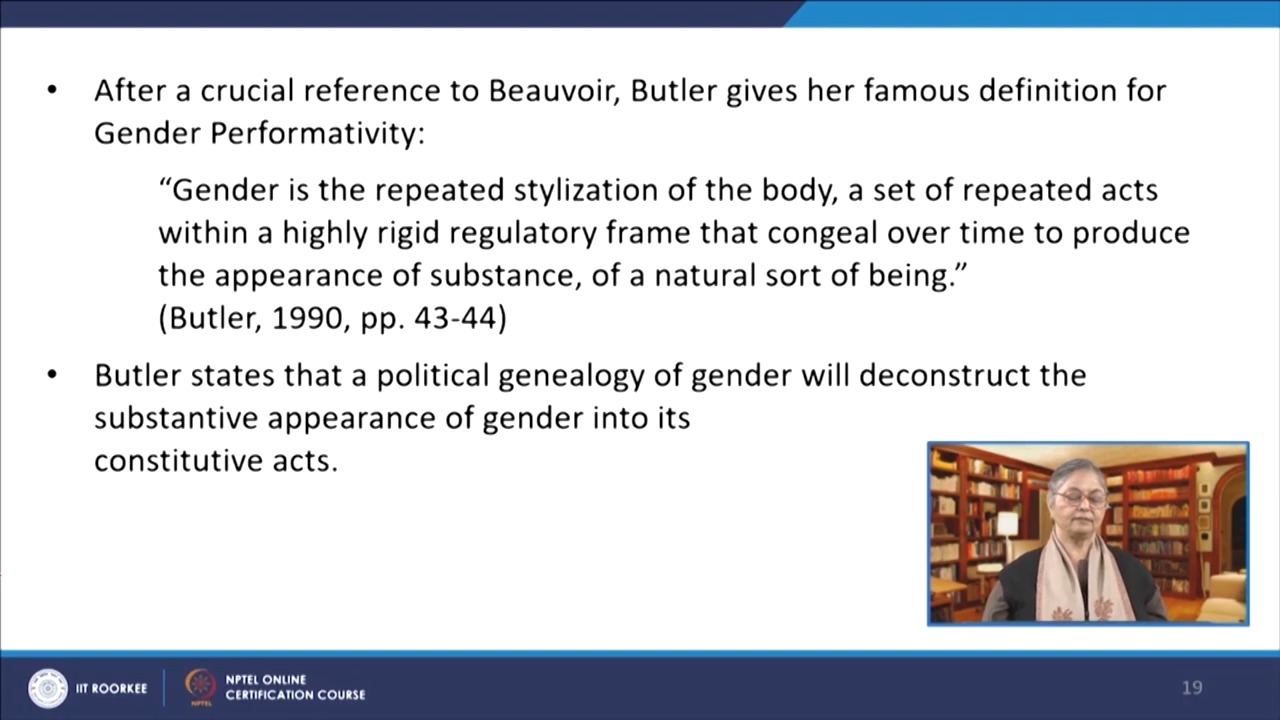 • After a crucial reference to Beauvoir, Butler gives her famous definition for
Gender Performativity:
“Gender is the repeated stylization of the body, a set of repeated acts
within a highly rigid regulatory frame that congeal over time to produce
the appearance of substance, of a natural sort of being.”
(Butler, 1990, pp. 43-44)
• Butler states that a political genealogy of gender will deconstruct the
substantive appearance of gender into its
constitutive acts.
IIT ROORKEE
NPTEL
NPTEL ONLINE
CERTIFICATION COURSE
19